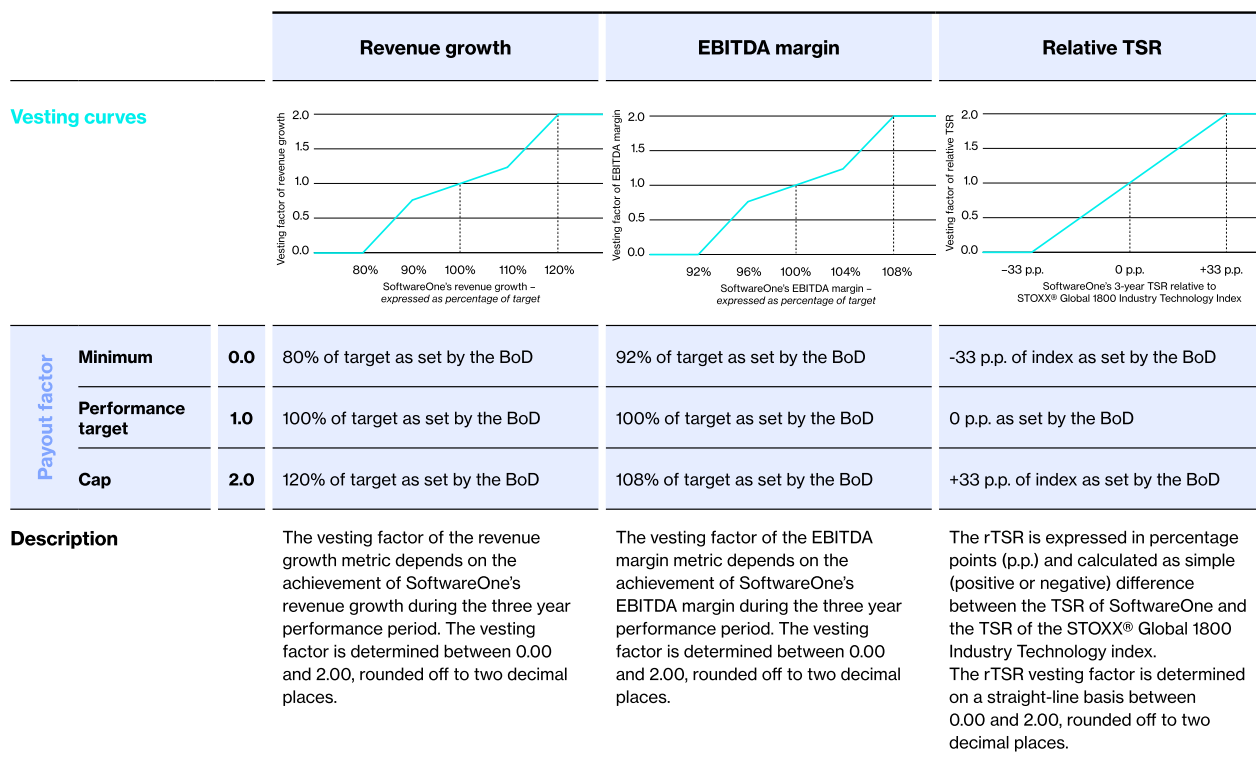 Revenue growth
EBITDA margin
Relative TSR
Vesting curves
Vesting factor of revenue growth
2.0
1.5
1.0
0.5
0.0
80%
90%
100%
110%
120%
SoftwareOne's revenue growth –
expressed as percentage of target
Vesting factor of EBITDA margin
2.0
1.5
1.0
0.5
0.0
92%
96%
100%
104%
108%
SoftwareOne's EBITDA margin –
expressed as percentage of target
Vesting factor of relative TSR
2.0
1.5
1.0
0.5
0.0
−33 p.p.
0 p.p.
+33 p.p.
SoftwareOne's 3-year TSR relative to
STOXX® Global 1800 Industry Technology Index
Payout factor
Minimum
0.0
80% of target as set by the BoD
92% of target as set by the BoD
-33 p.p. of index as set by the BoD
Performance
target
1.0
100% of target as set by the BoD
100% of target as set by the BoD
0 p.p. as set by the BoD
Cap
2.0
120% of target as set by the BoD
108% of target as set by the BoD
+33 p.p. of index as set by the BoD
Description
The vesting factor of the revenue
growth metric depends on the
achievement of SoftwareOne's
revenue growth during the three year
performance period. The vesting
factor is determined between 0.00
and 2.00, rounded off to two decimal
places.
The vesting factor of the EBITDA
margin metric depends on the
achievement of SoftwareOne's
EBITDA margin during the three year
performance period. The vesting
factor is determined between 0.00
and 2.00, rounded off to two decimal
places.
The rTSR is expressed in percentage
points (p.p.) and calculated as simple
(positive or negative) difference
between the TSR of SoftwareOne and
the TSR of the STOXX® Global 1800
Industry Technology index.
The rTSR vesting factor is determined
on a straight-line basis between
0.00 and 2.00, rounded off to two
decimal places.